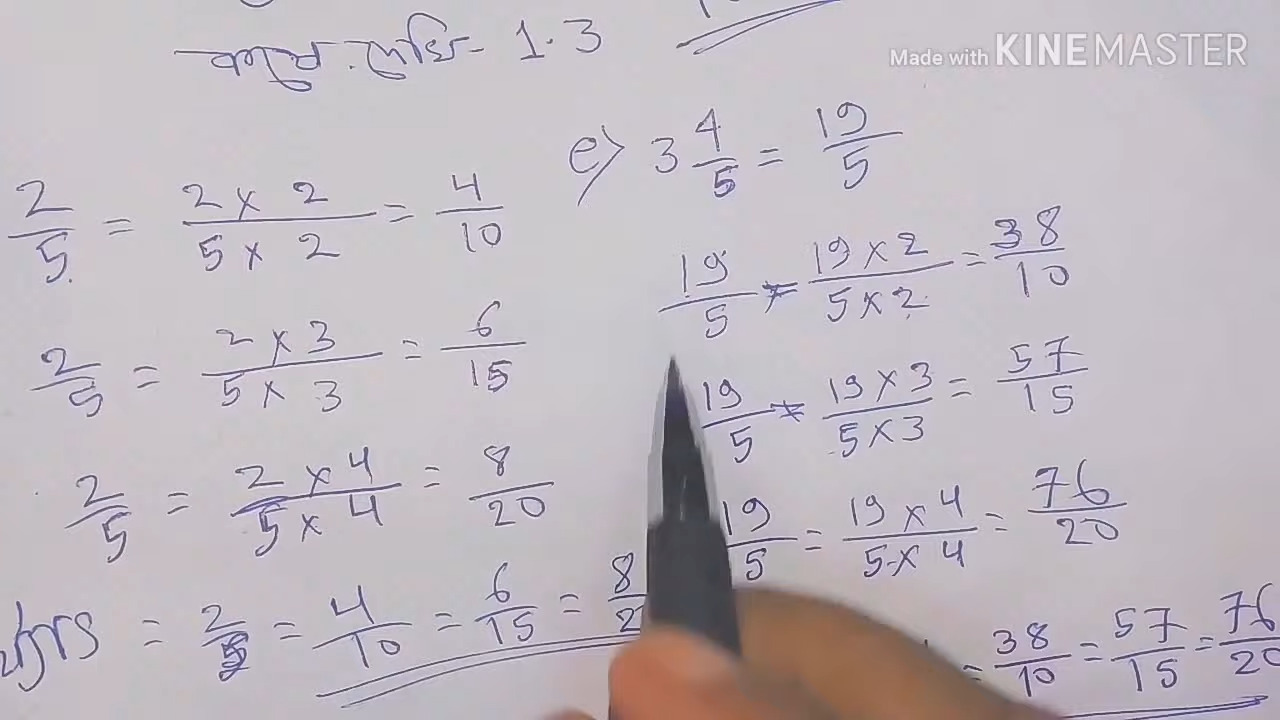 1.3
Made with KINEMASTER
2/5 = 2 x 2 / 5 x 2 = 4/10
2/5 = 2 x 3 / 5 x 3 = 6/15
2/5 = 2 x 4 / 5 x 4 = 8/20
= 2/5 = 4/10 = 6/15 = 8/2
e) 3 4/5 = 19/5
19/5 = 19 x 2 / 5 x 2 = 38/10
19/5 = 19 x 3 / 5 x 3 = 57/15
19/5 = 19 x 4 / 5 x 4 = 76/20
= 38/10 = 57/15 = 76/20